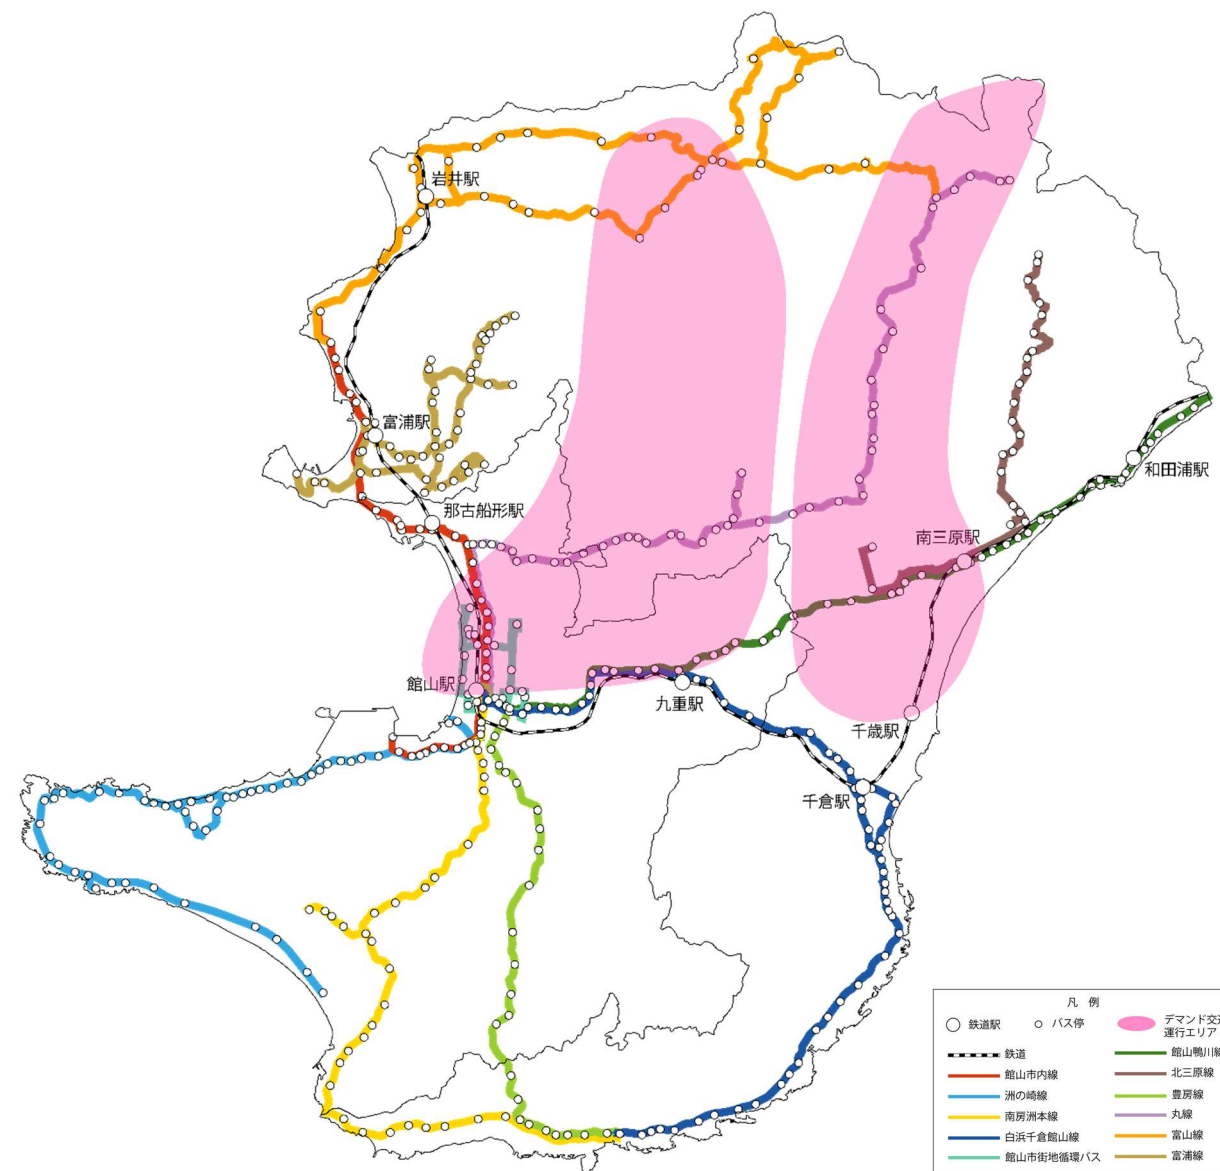 岩井駅
富浦駅
那古船形駅
和田浦駅
南三原駅
館山駅
九重駅
千歳駅
千倉駅
凡 例
鉄道駅
バス停
デマンド交
運行エリア
鉄道
館山市内線
洲の崎線
南房洲本線
白浜千倉館山線
館山市街地循環バス
館山鴨川
北三原線
豊房線
丸線
富山線
富浦線